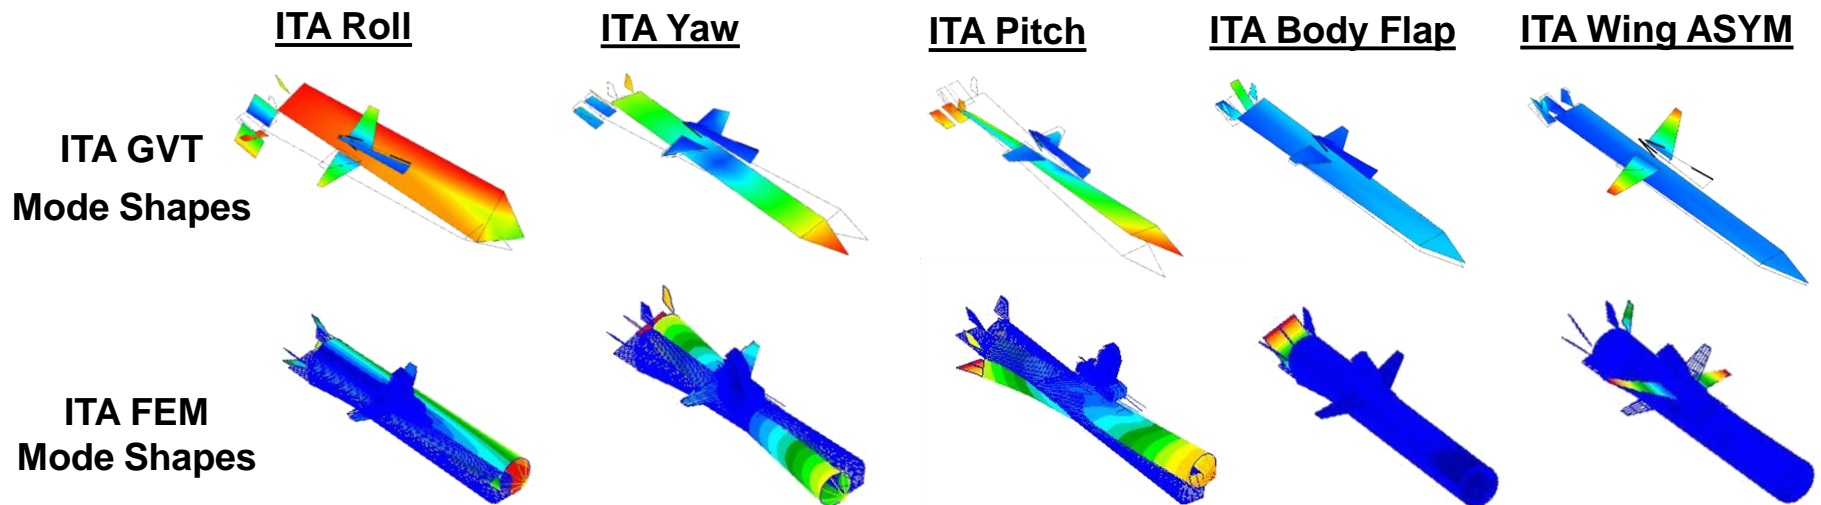 ITA Roll
ITA Yaw
ITA Pitch
ITA Body Flap
ITA Wing ASYM
ITA GVT
Mode Shapes
ITA FEM
Mode Shapes